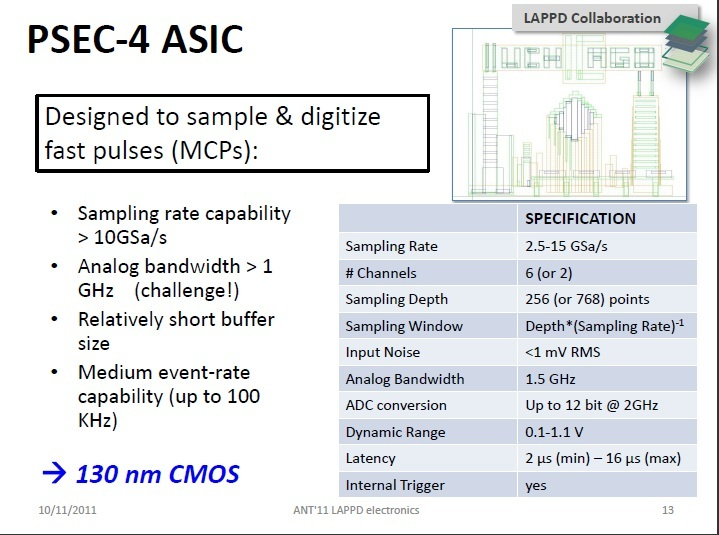 LAPPD Collaboration
PSEC-4 ASIC
Designed to sample & digitize
fast pulses (MCPs):
• Sampling rate capability
> 10GSa/s
• Analog bandwidth > 1
GHz (challenge!)
• Relatively short buffer
size
• Medium event-rate
capability (up to 100
KHz)
→ 130 nm CMOS
SPECIFICATION
Sampling Rate 2.5-15 GSa/s
# Channels 6 (or 2)
Sampling Depth 256 (or 768) points
Sampling Window Depth*(Sampling Rate)⁻¹
Input Noise <1 mV RMS
Analog Bandwidth 1.5 GHz
ADC conversion Up to 12 bit @ 2GHz
Dynamic Range 0.1-1.1 V
Latency 2 µs (min) – 16 µs (max)
Internal Trigger yes
10/11/2011 ANT'11 LAPPD electronics 13